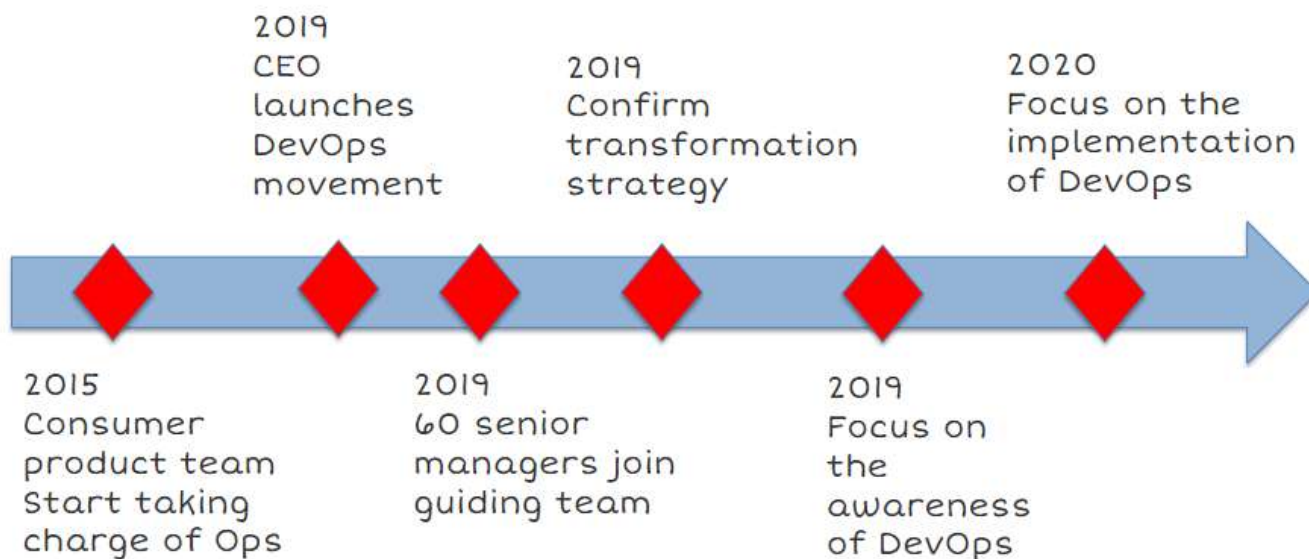 2019
CEO
launches
DevOps
movement
2019
Confirm
transformation
strategy
2020
Focus on the
implementation
of DevOps
2015
Consumer
product team
Start taking
charge of Ops
2019
60 senior
managers join
guiding team
2019
Focus on
the
awareness
of DevOps